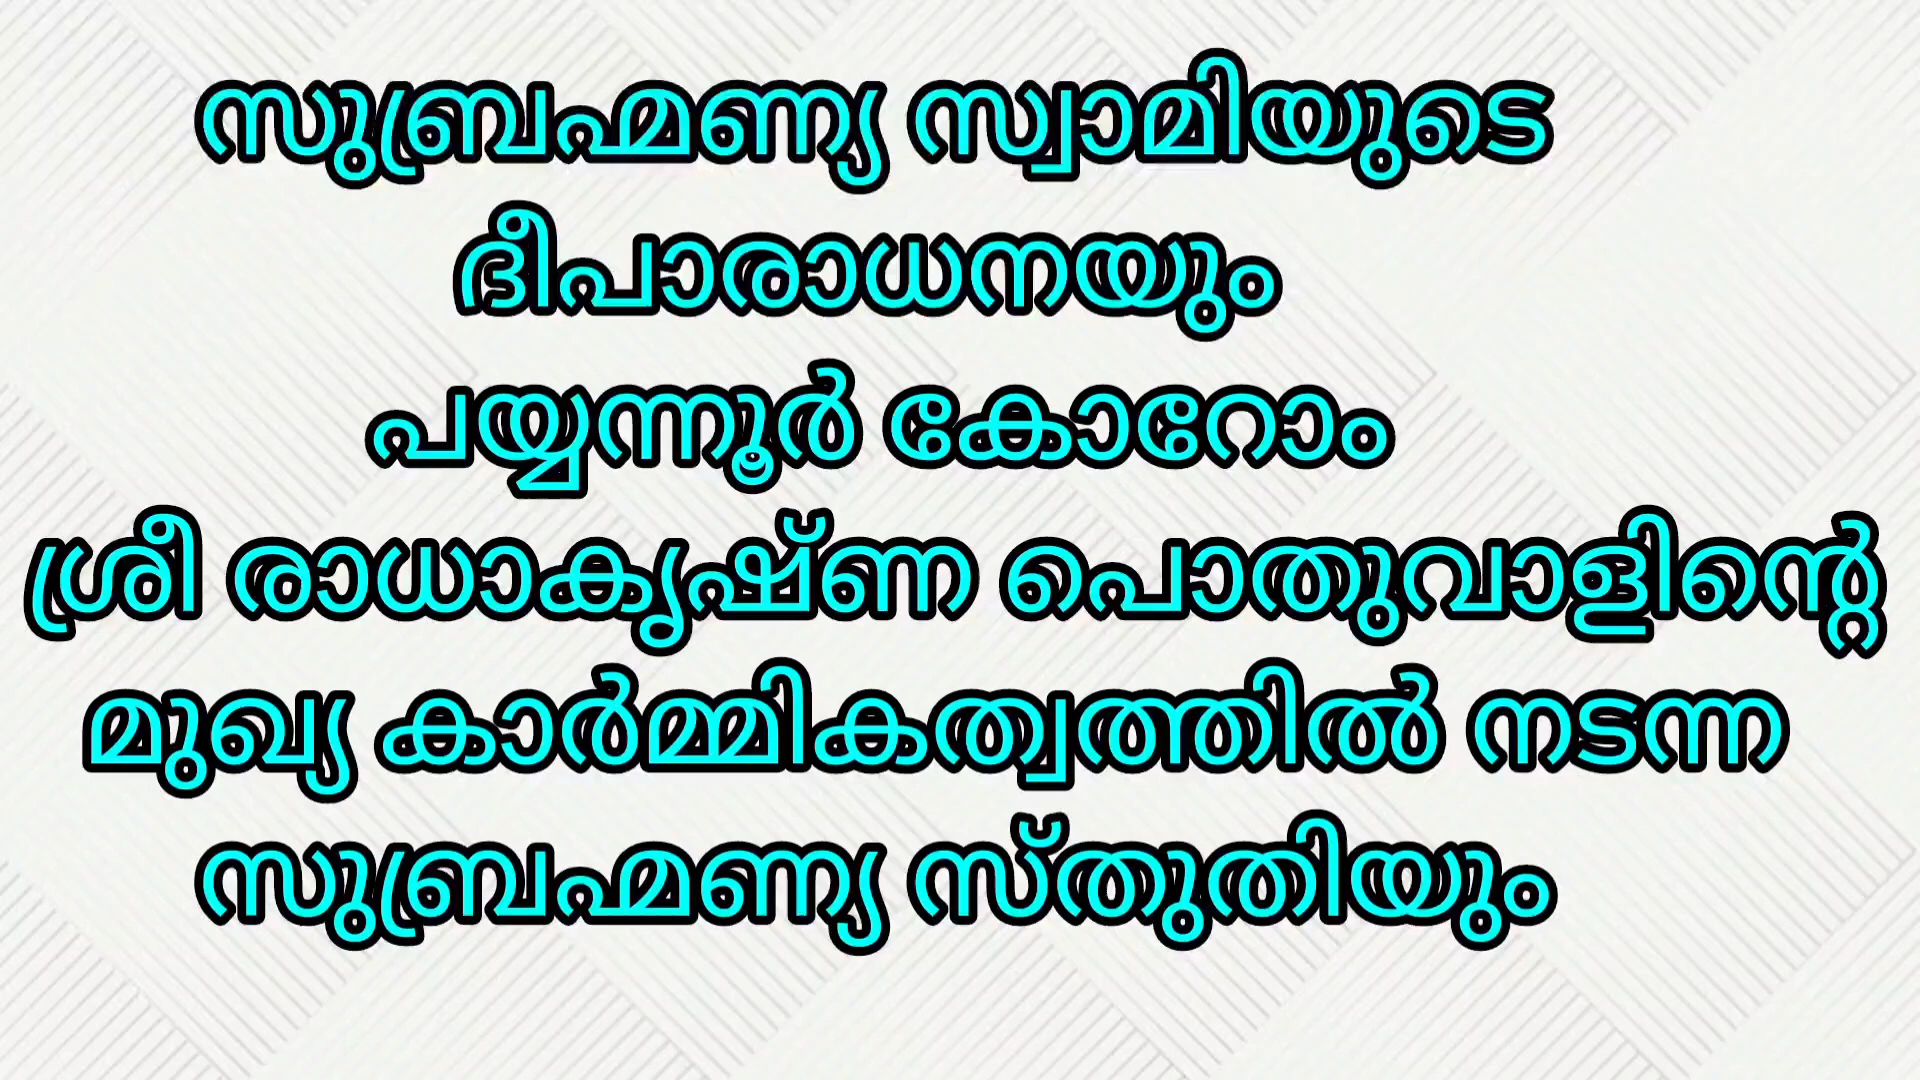 സുബ്രഹ്മണ്യ സ്വാമിയുടെ
ദീപാരാധനയും
പയ്യന്നൂർ കോറോം
ശ്രീ രാധാകൃഷ്ണ പൊതുവാളിന്റെ
മുഖ്യ കാർമ്മികത്വത്തിൽ നടന്ന
സുബ്രഹ്മണ്യ സ്തുതിയും